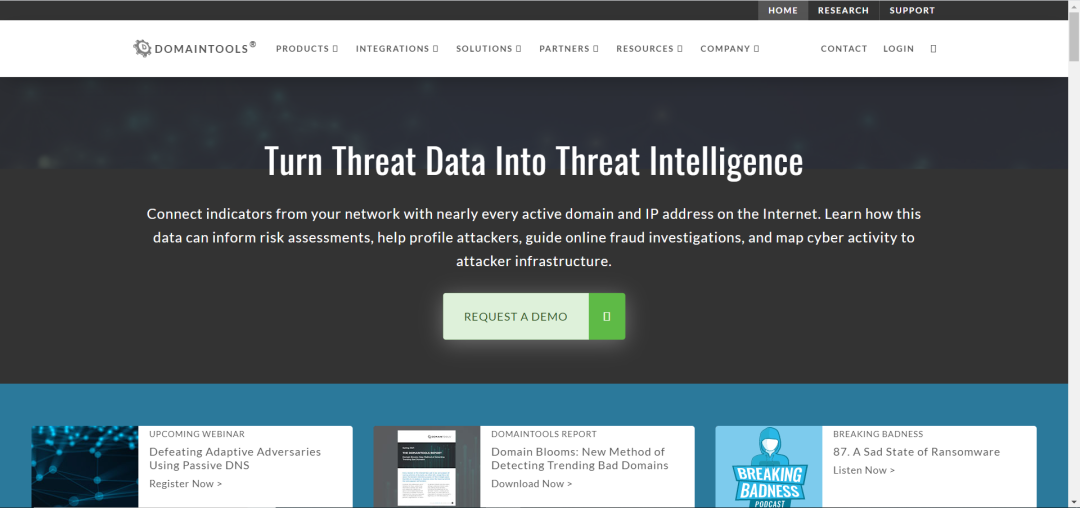 HOME RESEARCH SUPPORT
DOMAINTOOLS® PRODUCTS INTEGRATIONS SOLUTIONS PARTNERS RESOURCES COMPANY CONTACT LOGIN
Turn Threat Data Into Threat Intelligence
Connect indicators from your network with nearly every active domain and IP address on the Internet. Learn how this
data can inform risk assessments, help profile attackers, guide online fraud investigations, and map cyber activity to
attacker infrastructure.
REQUEST A DEMO
UPCOMING WEBINAR
Defeating Adaptive Adversaries
Using Passive DNS
Register Now >
THE DOMAINTOOLS REPORT
DOMAINTOOLS REPORT
Domain Blooms: New Method of
Detecting Trending Bad Domains
Download Now >
BREAKING
BADNESS
PODCAST
BREAKING BADNESS
87. A Sad State of Ransomware
Listen Now >